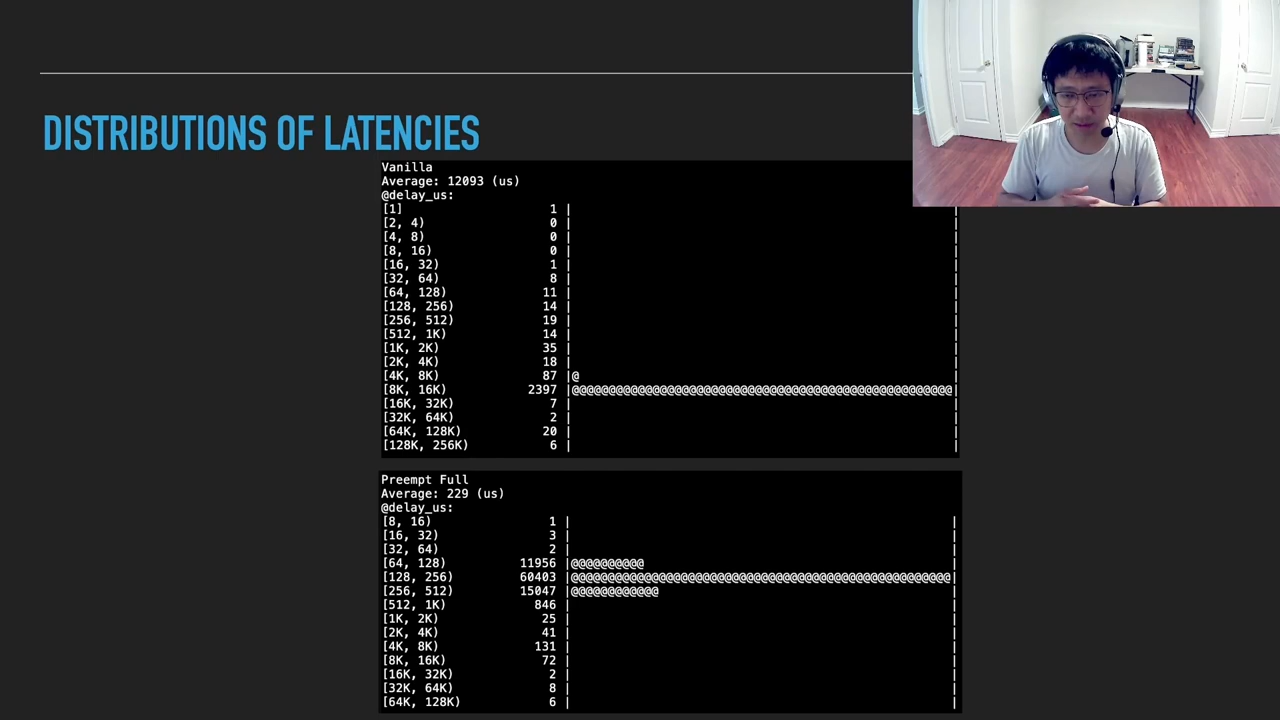 DISTRIBUTIONS OF LATENCIES
Vanilla
Average: 12093 (us)
@delay_us:
[1] 1 |
[2, 4) 0 |
[4, 8) 0 |
[8, 16) 0 |
[16, 32) 1 |
[32, 64) 8 |
[64, 128) 11 |
[128, 256) 14 |
[256, 512) 19 |
[512, 1K) 14 |
[1K, 2K) 35 |
[2K, 4K) 18 |
[4K, 8K) 87 |@ |
[8K, 16K) 2397 |@@@@@@@@@@@@@@@@@@@@@@@@@@@@@@@@@@@@@@@@@@@@@@@@@@@@|
[16K, 32K) 7 | |
[32K, 64K) 2 | |
[64K, 128K) 20 | |
[128K, 256K) 6 | |
Preempt Full
Average: 229 (us)
@delay_us:
[8, 16) 1 | |
[16, 32) 3 | |
[32, 64) 2 | |
[64, 128) 11956 |@@@@@@@@@@ |
[128, 256) 60403 |@@@@@@@@@@@@@@@@@@@@@@@@@@@@@@@@@@@@@@@@@@@@@@@@@@@@|
[256, 512) 15047 |@@@@@@@@@@@@ |
[512, 1K) 846 | |
[1K, 2K) 25 | |
[2K, 4K) 41 | |
[4K, 8K) 131 | |
[8K, 16K) 72 | |
[16K, 32K) 2 | |
[32K, 64K) 8 | |
[64K, 128K) 6 | |